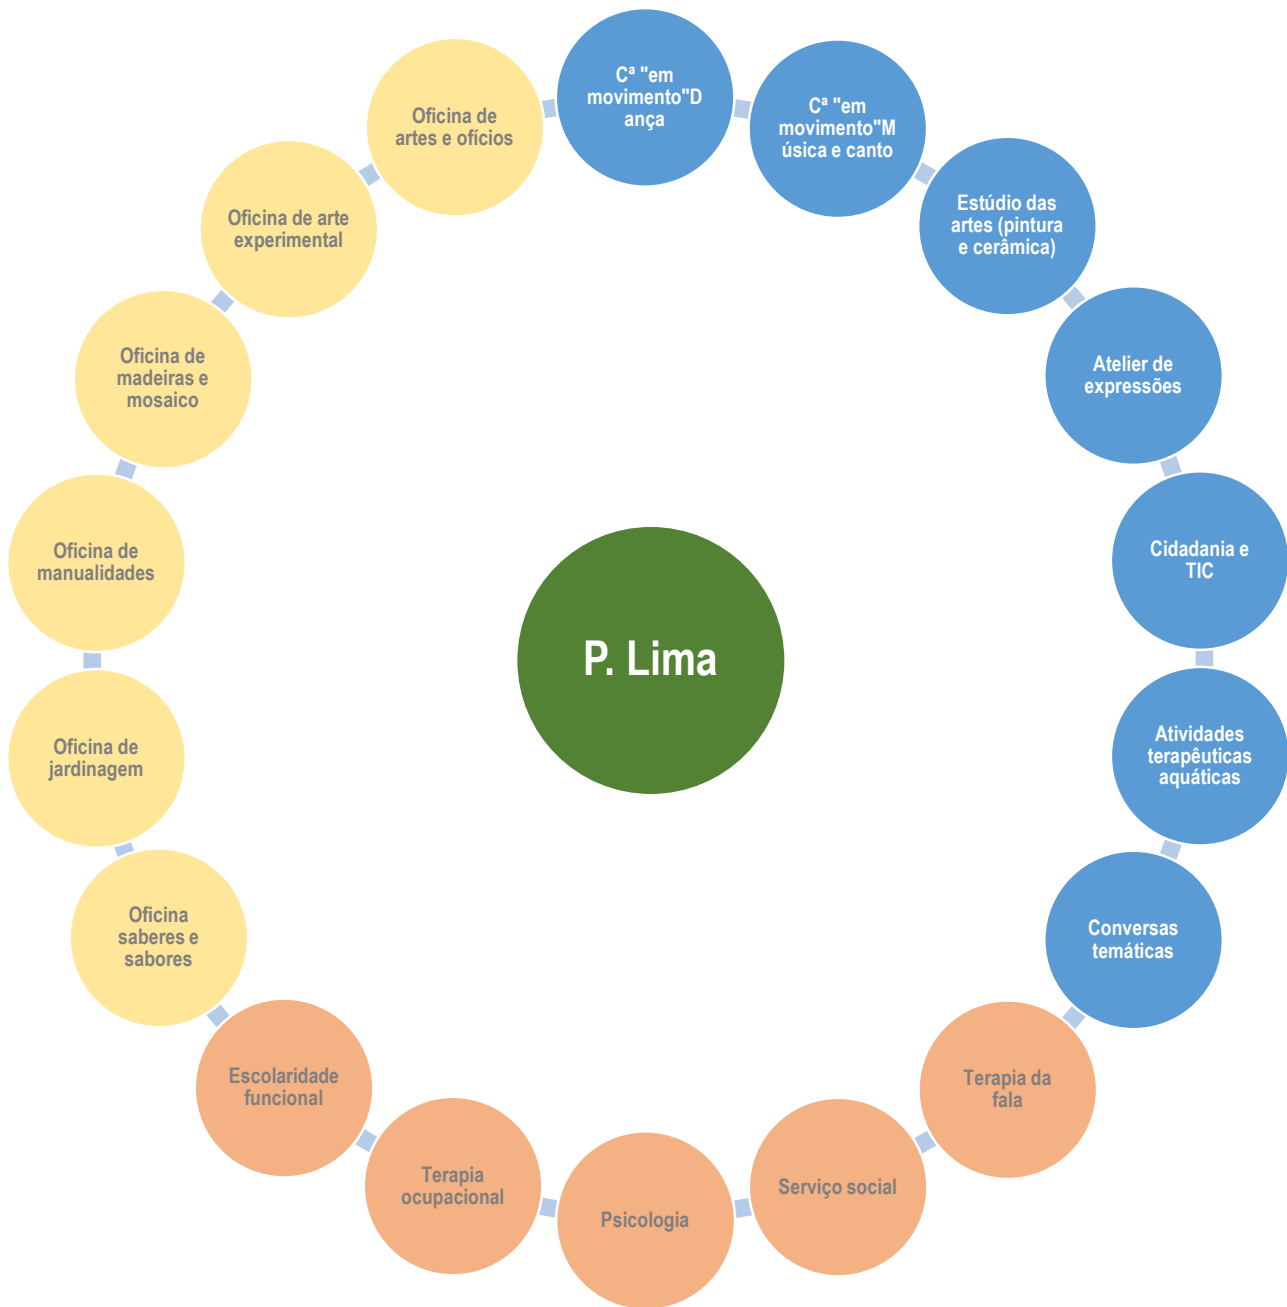 Cª "em
movimento"D
ança
Cª "em
movimento"M
úsica e canto
Estúdio das
artes (pintura
e cerâmica)
Atelier de
expressões
Cidadania e
TIC
Atividades
terapêuticas
aquáticas
Conversas
temáticas
Terapia da
fala
Serviço social
Psicologia
Terapia
ocupacional
Escolaridade
funcional
Oficina
saberes e
sabores
Oficina de
jardinagem
Oficina de
manualidades
Oficina de
madeiras e
mosaico
Oficina de arte
experimental
Oficina de
artes e ofícios
P. Lima